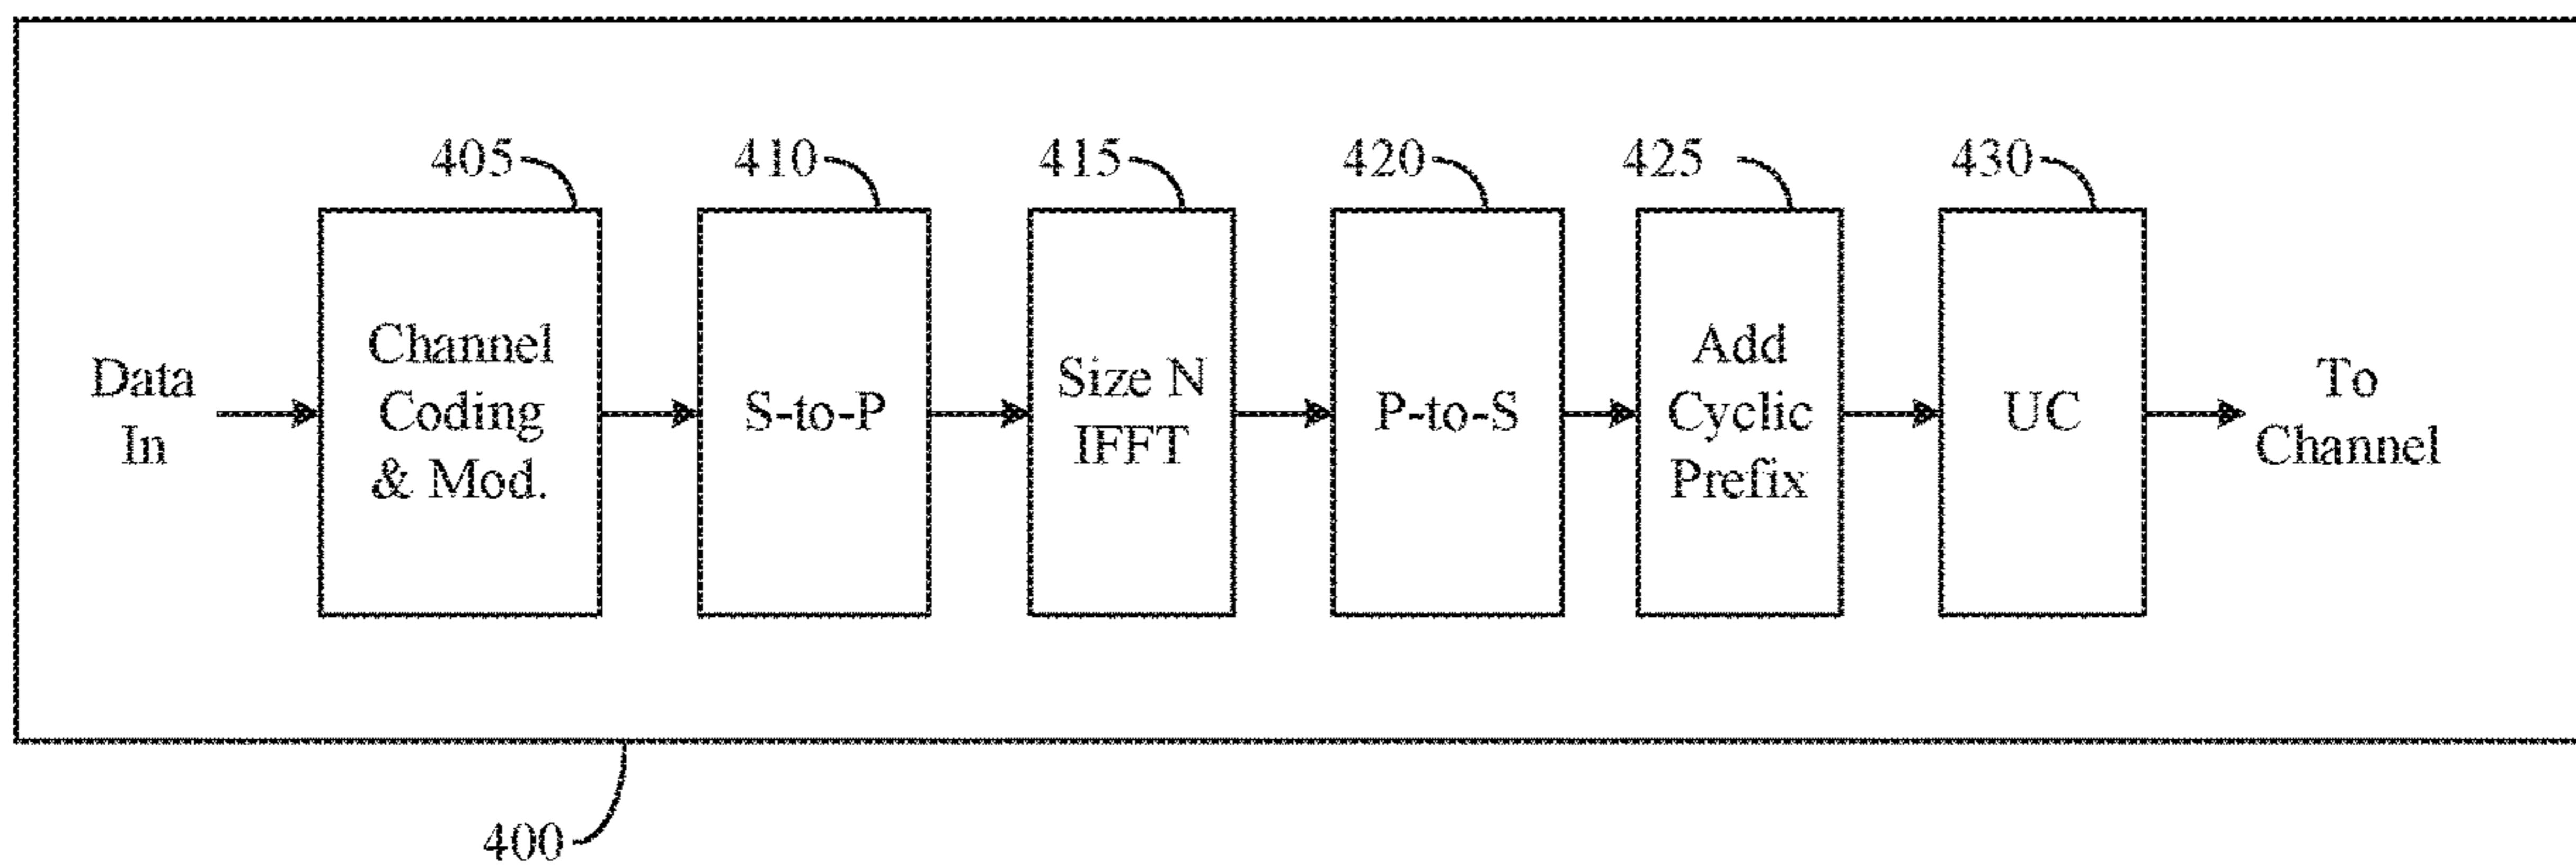 405
410
415
420
425
430
Data
In
Channel
Coding
& Mod.
S-to-P
Size N
IFFT
P-to-S
Add
Cyclic
Prefix
UC
To
Channel
400